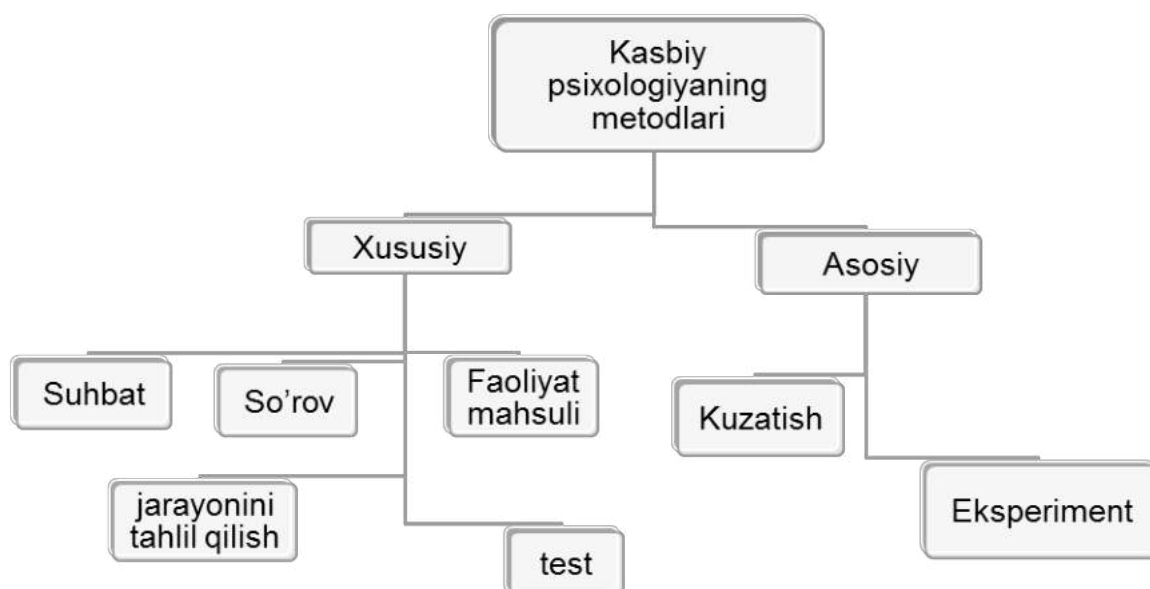 Kasbiy
psixologiyaning
metodlari
Xususiy
Asosiy
Suhbat
So’rov
Faoliyat
mahsuli
Kuzatish
jarayonini
tahlil qilish
test
Eksperiment